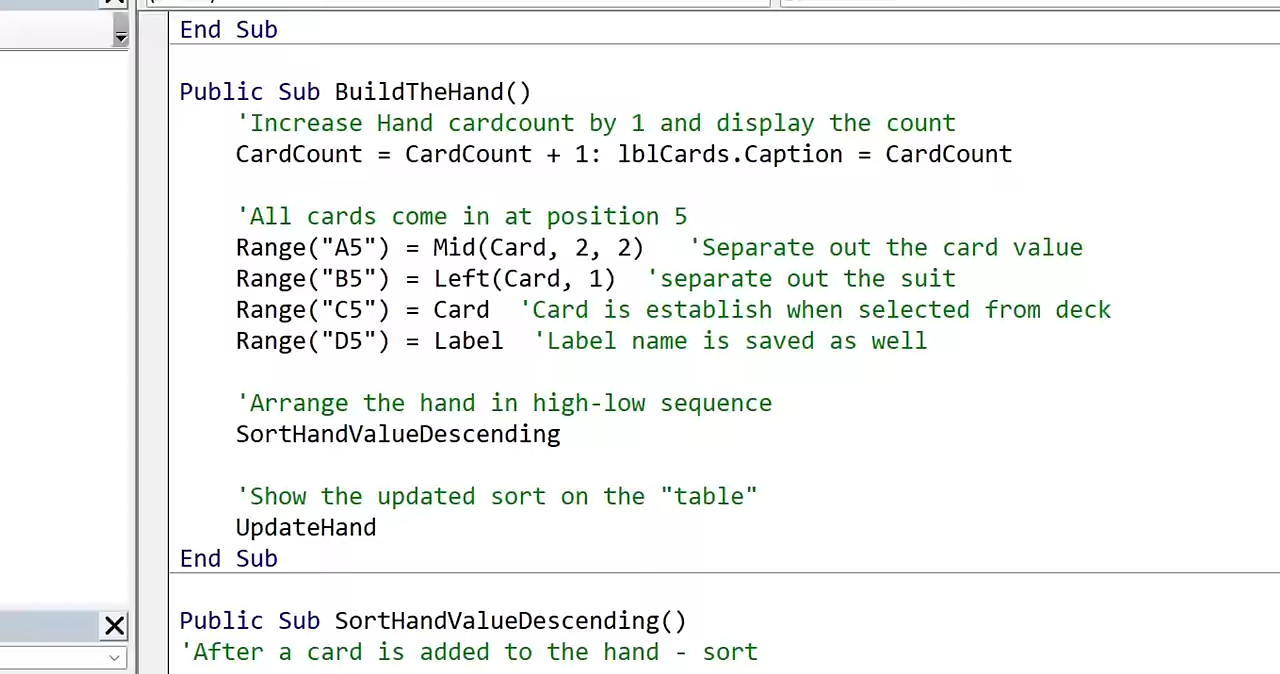 End Sub
Public Sub BuildTheHand()
'Increase Hand cardcount by 1 and display the count
CardCount = CardCount + 1: lblCards.Caption = CardCount
'All cards come in at position 5
Range("A5") = Mid(Card, 2, 2)   'Separate out the card value
Range("B5") = Left(Card, 1)  'separate out the suit
Range("C5") = Card  'Card is establish when selected from deck
Range("D5") = Label  'Label name is saved as well
'Arrange the hand in high-low sequence
SortHandValueDescending
'Show the updated sort on the "table"
UpdateHand
End Sub
Public Sub SortHandValueDescending()
'After a card is added to the hand - sort